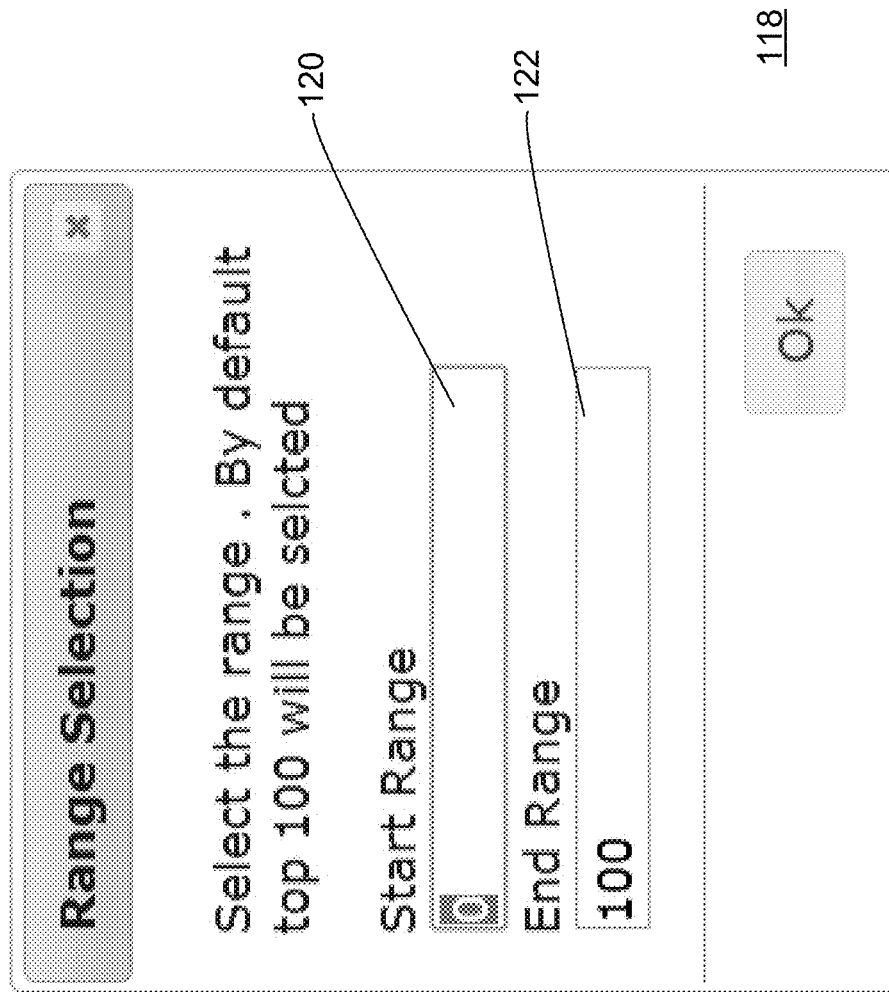 Range Selection x
Select the range . By default
top 100 will be selcted
Start Range
0
120
End Range
100
122
Ok
118